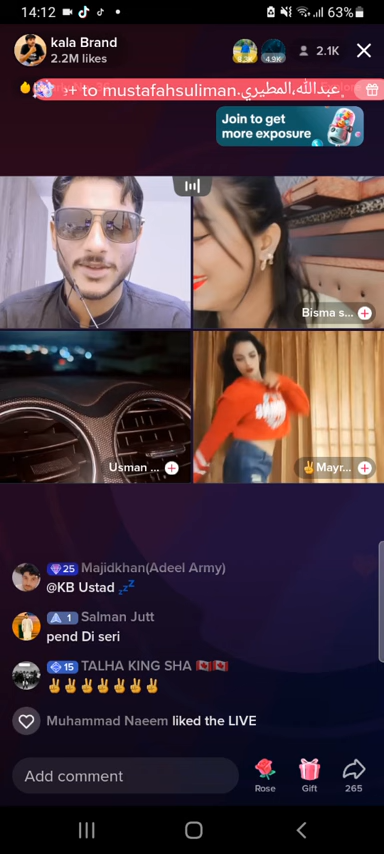 14:12
63%
kala Brand
2.2M likes
4.9K
2.1K
+ to mustafahsuliman.عبدالله،المطيري
Join to get
more exposure
Bisma s...
Usman ...
✌️Mayr...
25 Majidkhan(Adeel Army)
@KB Ustad 💤
1 Salman Jutt
pend Di seri
15 TALHA KING SHA 🇨🇦🇨🇦
✌️✌️✌️✌️✌️✌️✌️
Muhammad Naeem liked the LIVE
Add comment
Rose
Gift
265